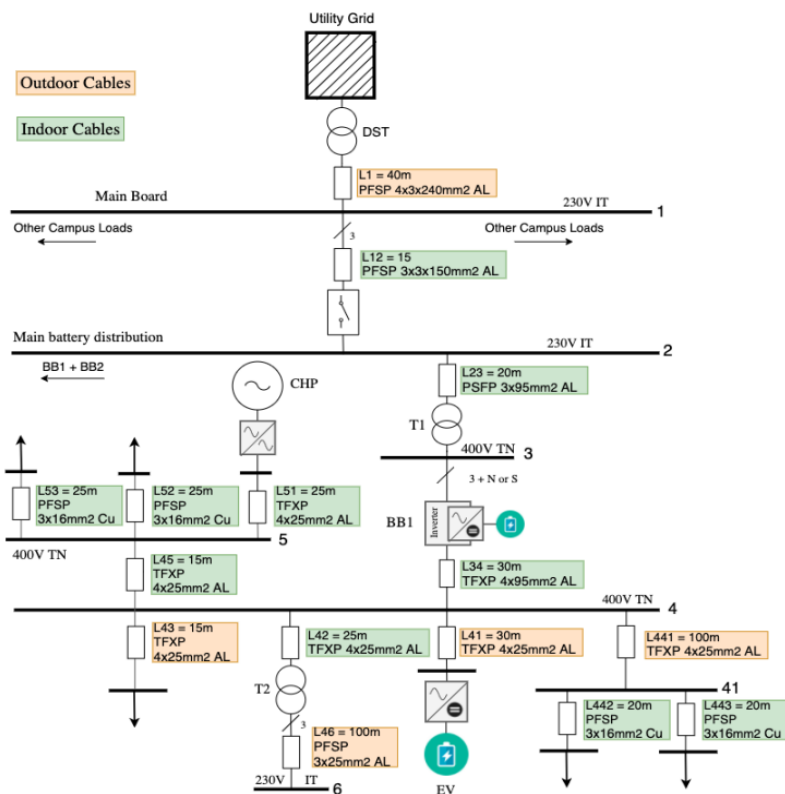 Utility Grid
Outdoor Cables
Indoor Cables
DST
L1 = 40m
PFSP 4x3x240mm2 AL
Main Board
230V IT
1
Other Campus Loads
3
Other Campus Loads
L12 = 15
PFSP 3x3x150mm2 AL
Main battery distribution
230V IT
2
BB1 + BB2
CHP
L23 = 20m
PSFP 3x95mm2 AL
T1
400V TN
3
3 + N or S
L53 = 25m
PFSP
3x16mm2 Cu
L52 = 25m
PFSP
3x16mm2 Cu
L51 = 25m
TFXP
4x25mm2 AL
BB1
Inverter
400V TN
5
L45 = 15m
TFXP
4x25mm2 AL
L34 = 30m
TFXP 4x95mm2 AL
400V TN
4
L43 = 15m
TFXP
4x25mm2 AL
L42 = 25m
TFXP 4x25mm2 AL
L41 = 30m
TFXP 4x25mm2 AL
L441 = 100m
TFXP 4x25mm2 AL
T2
41
3
L46 = 100m
PFSP
3x25mm2 AL
L442 = 20m
PFSP
3x16mm2 Cu
L443 = 20m
PFSP
3x16mm2 Cu
230V IT
6
EV